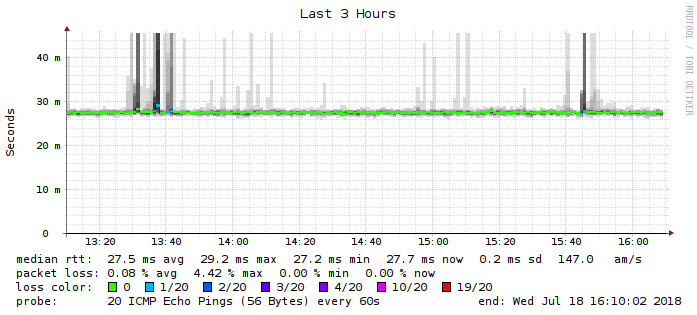 Last 3 Hours
RRDTOOL / TOBI OETIKER
Seconds
40 m
30 m
20 m
10 m
0
13:20 13:40 14:00 14:20 14:40 15:00 15:20 15:40 16:00
median rtt: 27.5 ms avg 29.2 ms max 27.2 ms min 27.7 ms now 0.2 ms sd 147.0 am/s
packet loss: 0.08 % avg 4.42 % max 0.00 % min 0.00 % now
loss color: 0 1/20 2/20 3/20 4/20 10/20 19/20
probe: 20 ICMP Echo Pings (56 Bytes) every 60s end: Wed Jul 18 16:10:02 2018